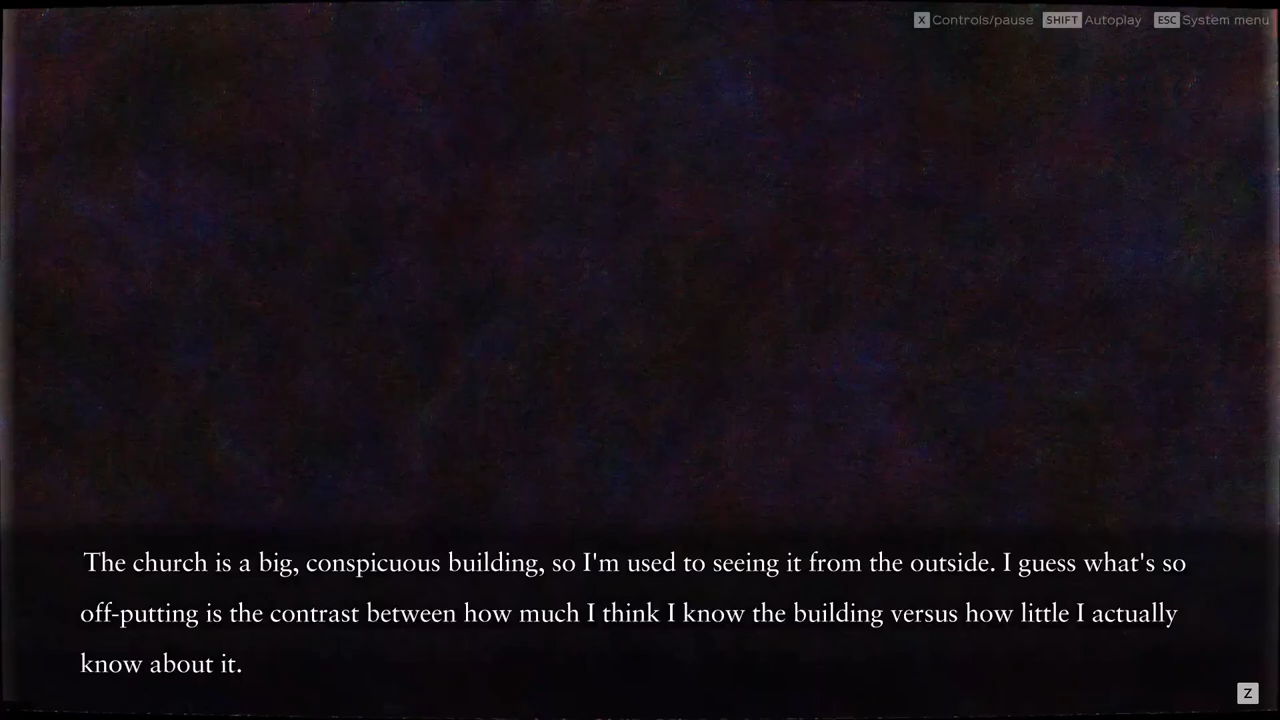 X Controls/pause SHIFT Autoplay ESC System menu
The church is a big, conspicuous building, so I'm used to seeing it from the outside. I guess what's so
off-putting is the contrast between how much I think I know the building versus how little I actually
know about it.
Z